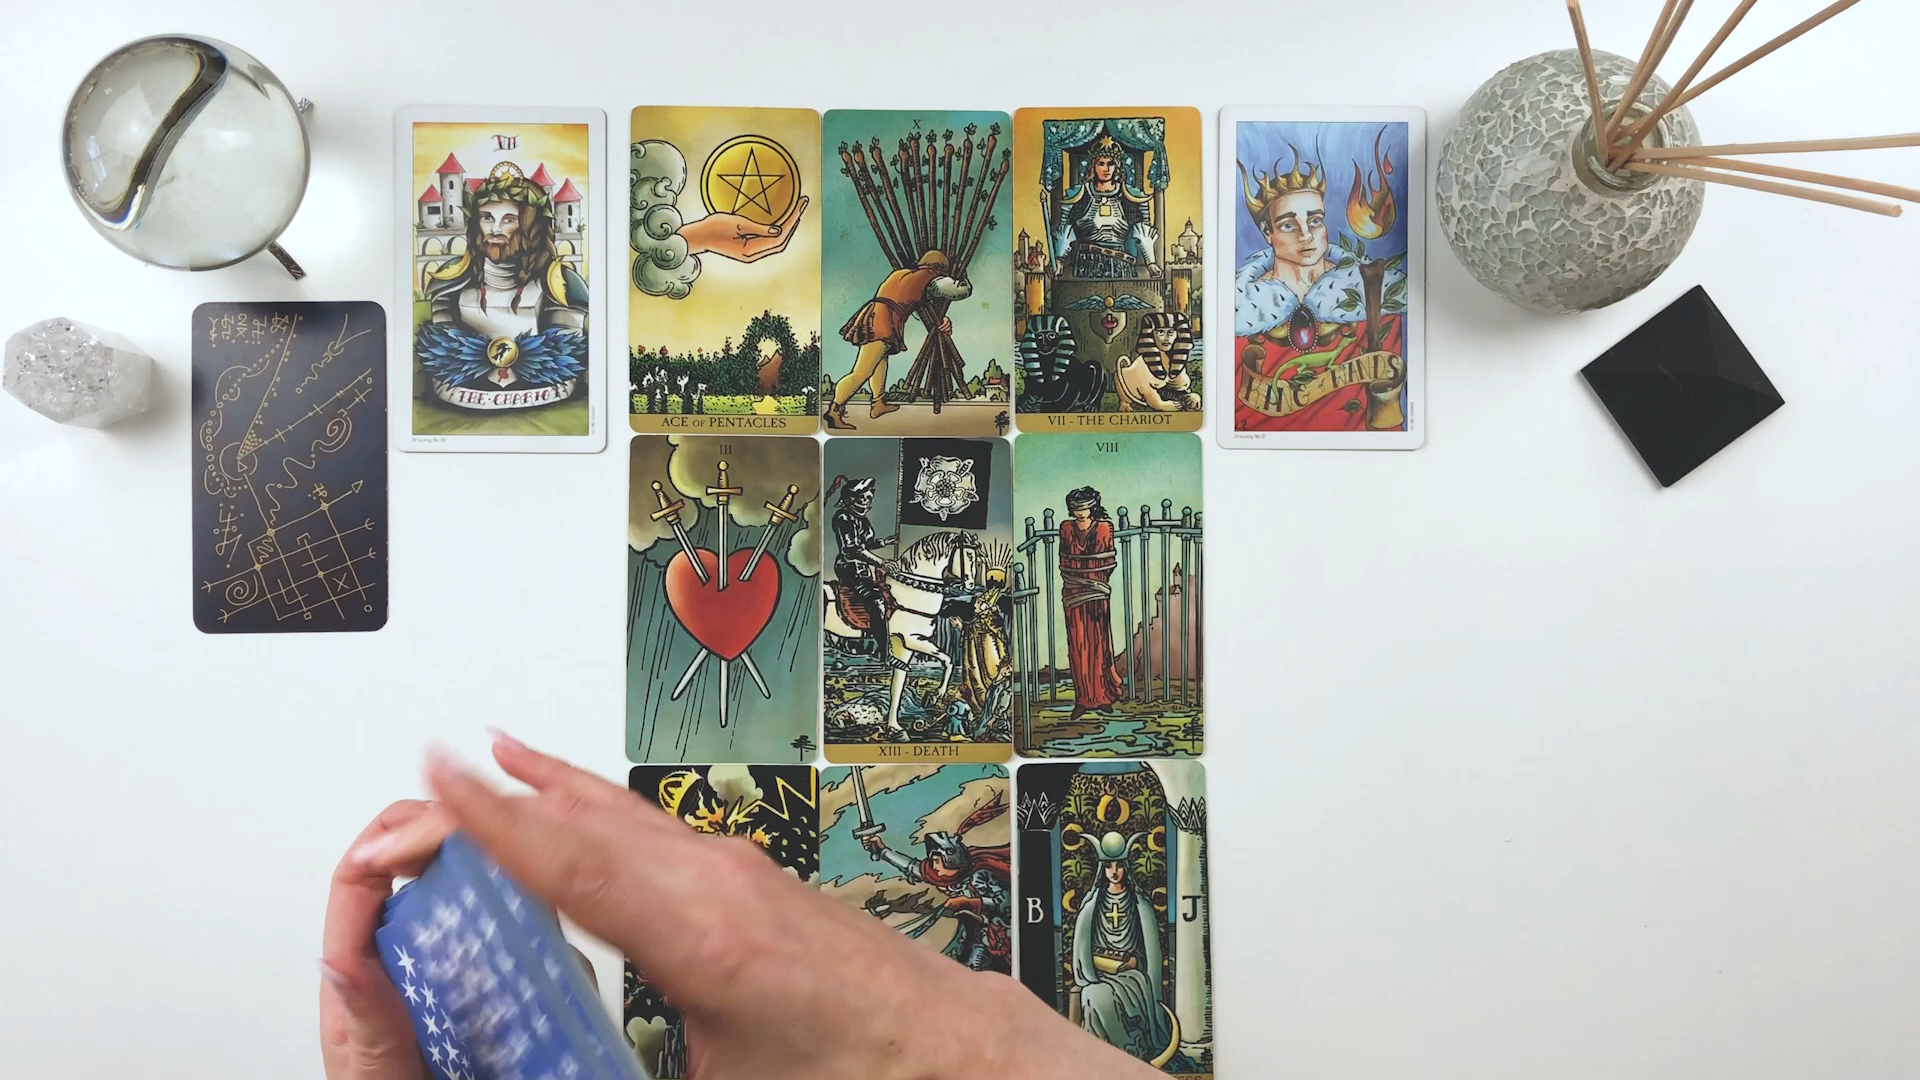 VII
THE·CHARIOT
ACE OF PENTACLES
X
VII - THE CHARIOT
KING of WANDS
III
XIII - DEATH
VIII
B
J